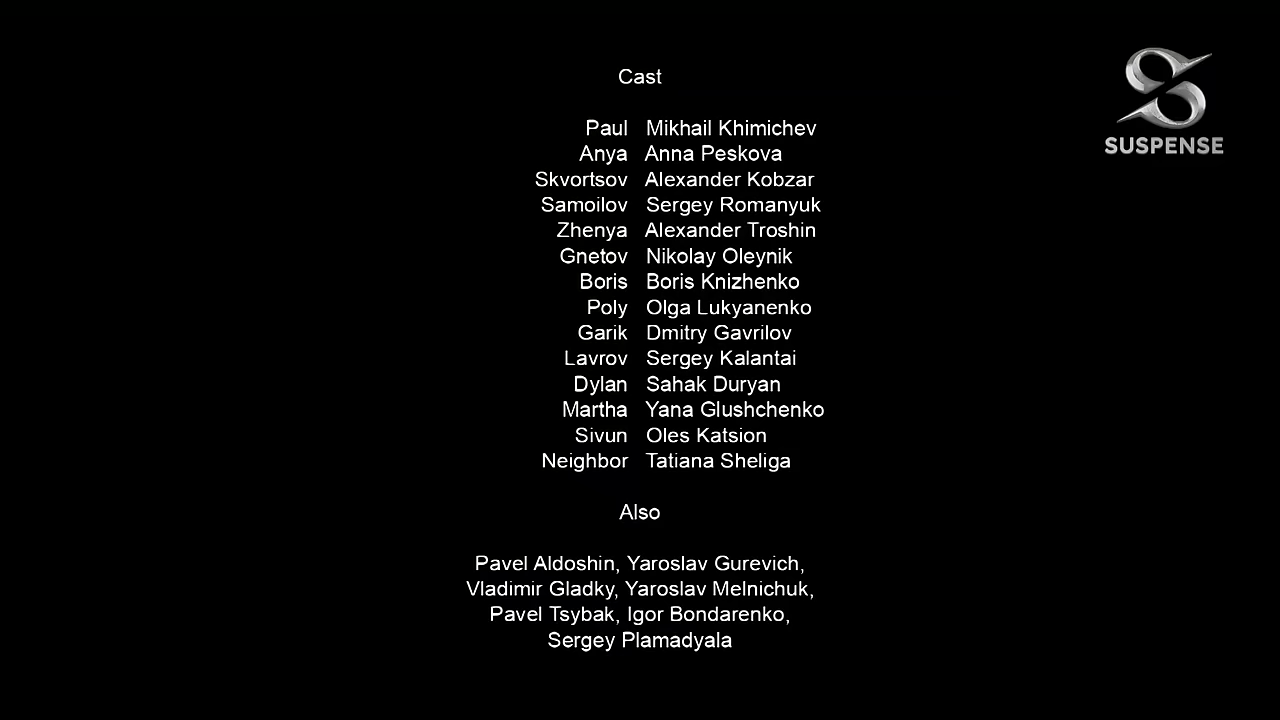 Cast
SUSPENSE
Paul Mikhail Khimichev
Anya Anna Peskova
Skvortsov Alexander Kobzar
Samoilov Sergey Romanyuk
Zhenya Alexander Troshin
Gnetov Nikolay Oleynik
Boris Boris Knizhenko
Poly Olga Lukyanenko
Garik Dmitry Gavrilov
Lavrov Sergey Kalantai
Dylan Sahak Duryan
Martha Yana Glushchenko
Sivun Oles Katsion
Neighbor Tatiana Sheliga
Also
Pavel Aldoshin, Yaroslav Gurevich,
Vladimir Gladky, Yaroslav Melnichuk,
Pavel Tsybak, Igor Bondarenko,
Sergey Plamadyala